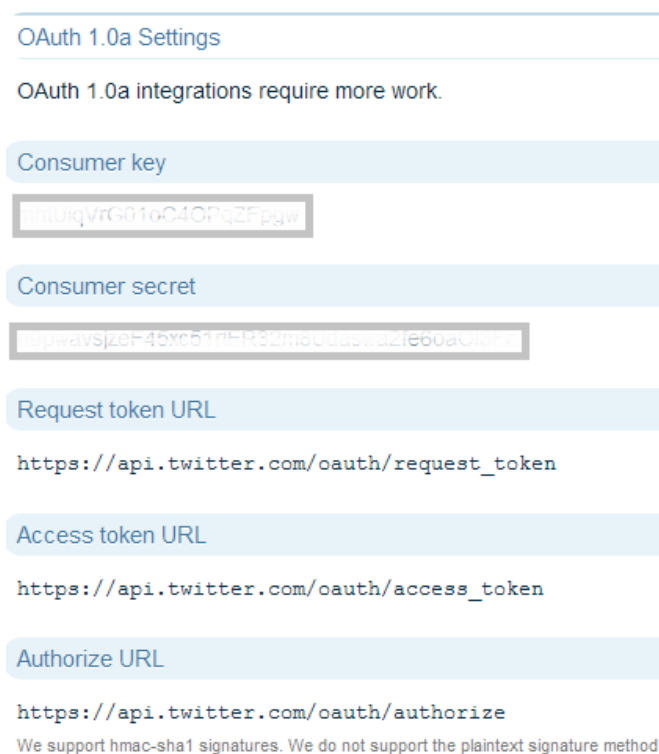 OAuth 1.0a Settings
OAuth 1.0a integrations require more work.
Consumer key
Consumer secret
Request token URL
https://api.twitter.com/oauth/request_token
Access token URL
https://api.twitter.com/oauth/access_token
Authorize URL
https://api.twitter.com/oauth/authorize
We support hmac-sha1 signatures. We do not support the plaintext signature method